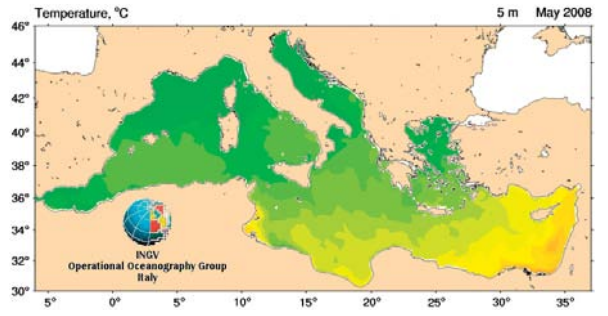 Temperature, °C 5 m May 2008
46°
44°
42°
40°
38°
36°
34°
32°
30°
INGV
Operational Oceanography Group
Italy
5° 0° 5° 10° 15° 20° 25° 30° 35°